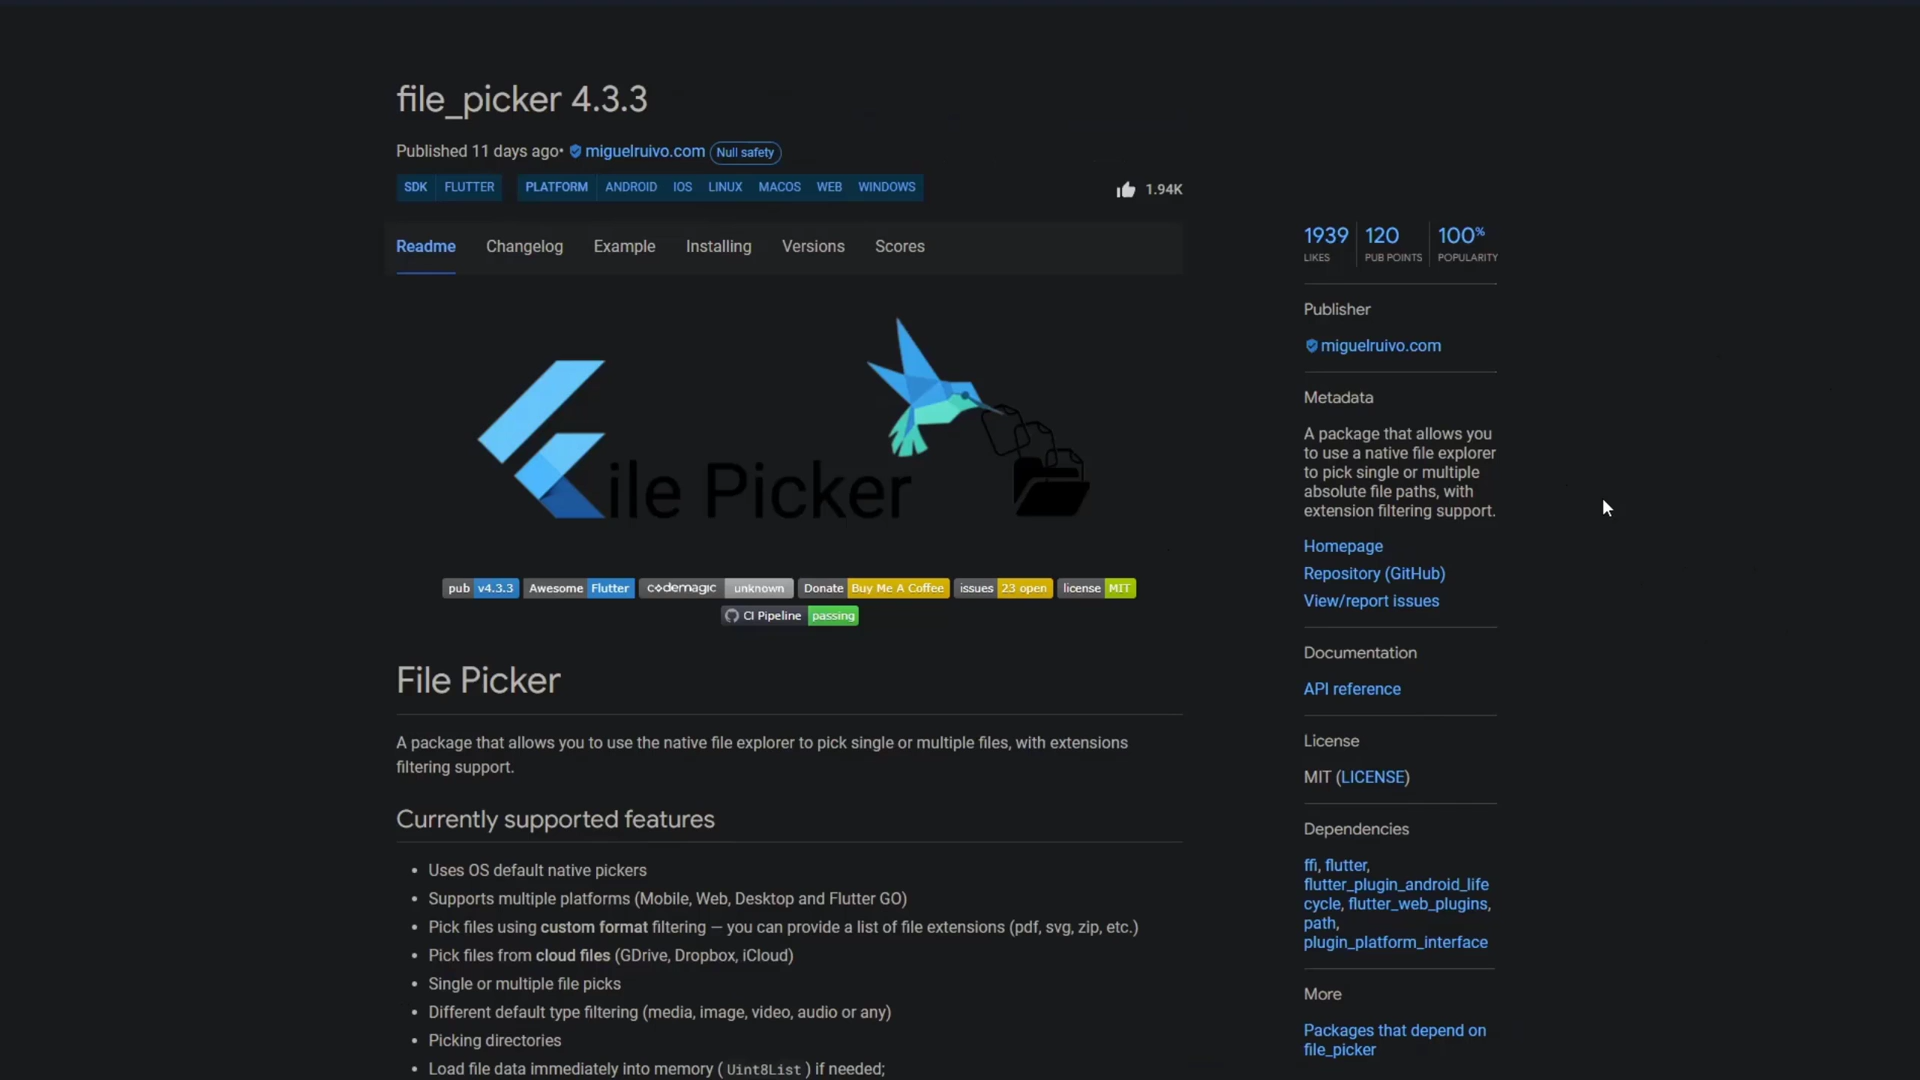 file_picker 4.3.3
Published 11 days ago• miguelruivo.com Null safety
SDK FLUTTER PLATFORM ANDROID IOS LINUX MACOS WEB WINDOWS
1.94K
Readme Changelog Example Installing Versions Scores
ile Picker
pub v4.3.3 Awesome Flutter codemagic unknown Donate Buy Me A Coffee issues 23 open license MIT
CI Pipeline passing
File Picker
A package that allows you to use the native file explorer to pick single or multiple files, with extensions
filtering support.
Currently supported features
• Uses OS default native pickers
• Supports multiple platforms (Mobile, Web, Desktop and Flutter GO)
• Pick files using custom format filtering — you can provide a list of file extensions (pdf, svg, zip, etc.)
• Pick files from cloud files (GDrive, Dropbox, iCloud)
• Single or multiple file picks
• Different default type filtering (media, image, video, audio or any)
• Picking directories
• Load file data immediately into memory ( Uint8List ) if needed;
1939 120 100%
LIKES PUB POINTS POPULARITY
Publisher
miguelruivo.com
Metadata
A package that allows you
to use a native file explorer
to pick single or multiple
absolute file paths, with
extension filtering support.
Homepage
Repository (GitHub)
View/report issues
Documentation
API reference
License
MIT (LICENSE)
Dependencies
ffi, flutter,
flutter_plugin_android_life
cycle, flutter_web_plugins,
path,
plugin_platform_interface
More
Packages that depend on
file_picker